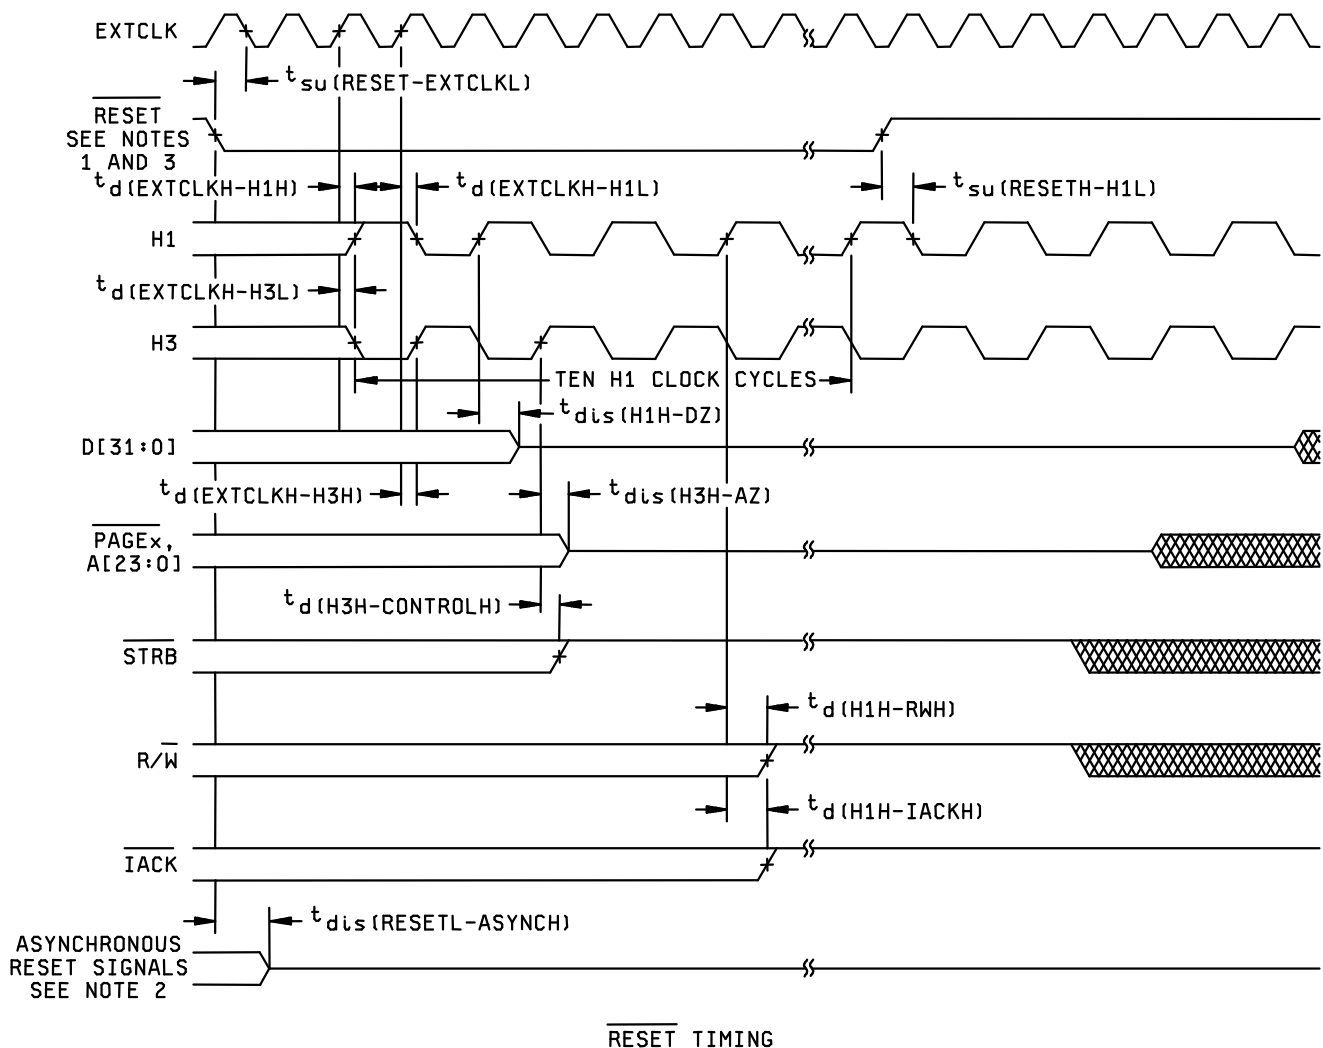 EXTCLK
tsu(RESET-EXTCLKL)
RESET
SEE NOTES
1 AND 3
td(EXTCLKH-H1H)
td(EXTCLKH-H1L)
tsu(RESETH-H1L)
H1
td(EXTCLKH-H3L)
H3
TEN H1 CLOCK CYCLES
tdis(H1H-DZ)
D[31:0]
td(EXTCLKH-H3H)
tdis(H3H-AZ)
PAGEx,
A[23:0]
td(H3H-CONTROLH)
STRB
td(H1H-RWH)
R/W
td(H1H-IACKH)
IACK
tdis(RESETL-ASYNCH)
ASYNCHRONOUS
RESET SIGNALS
SEE NOTE 2
RESET TIMING